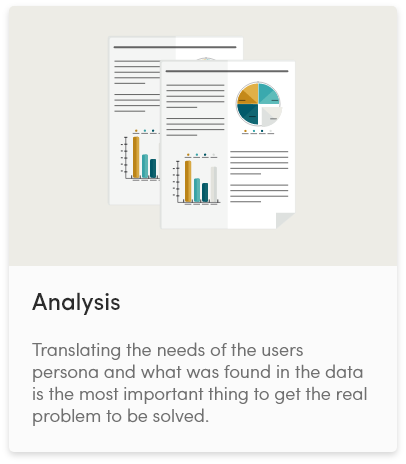 Analysis
Translating the needs of the users
persona and what was found in the data
is the most important thing to get the real
problem to be solved.